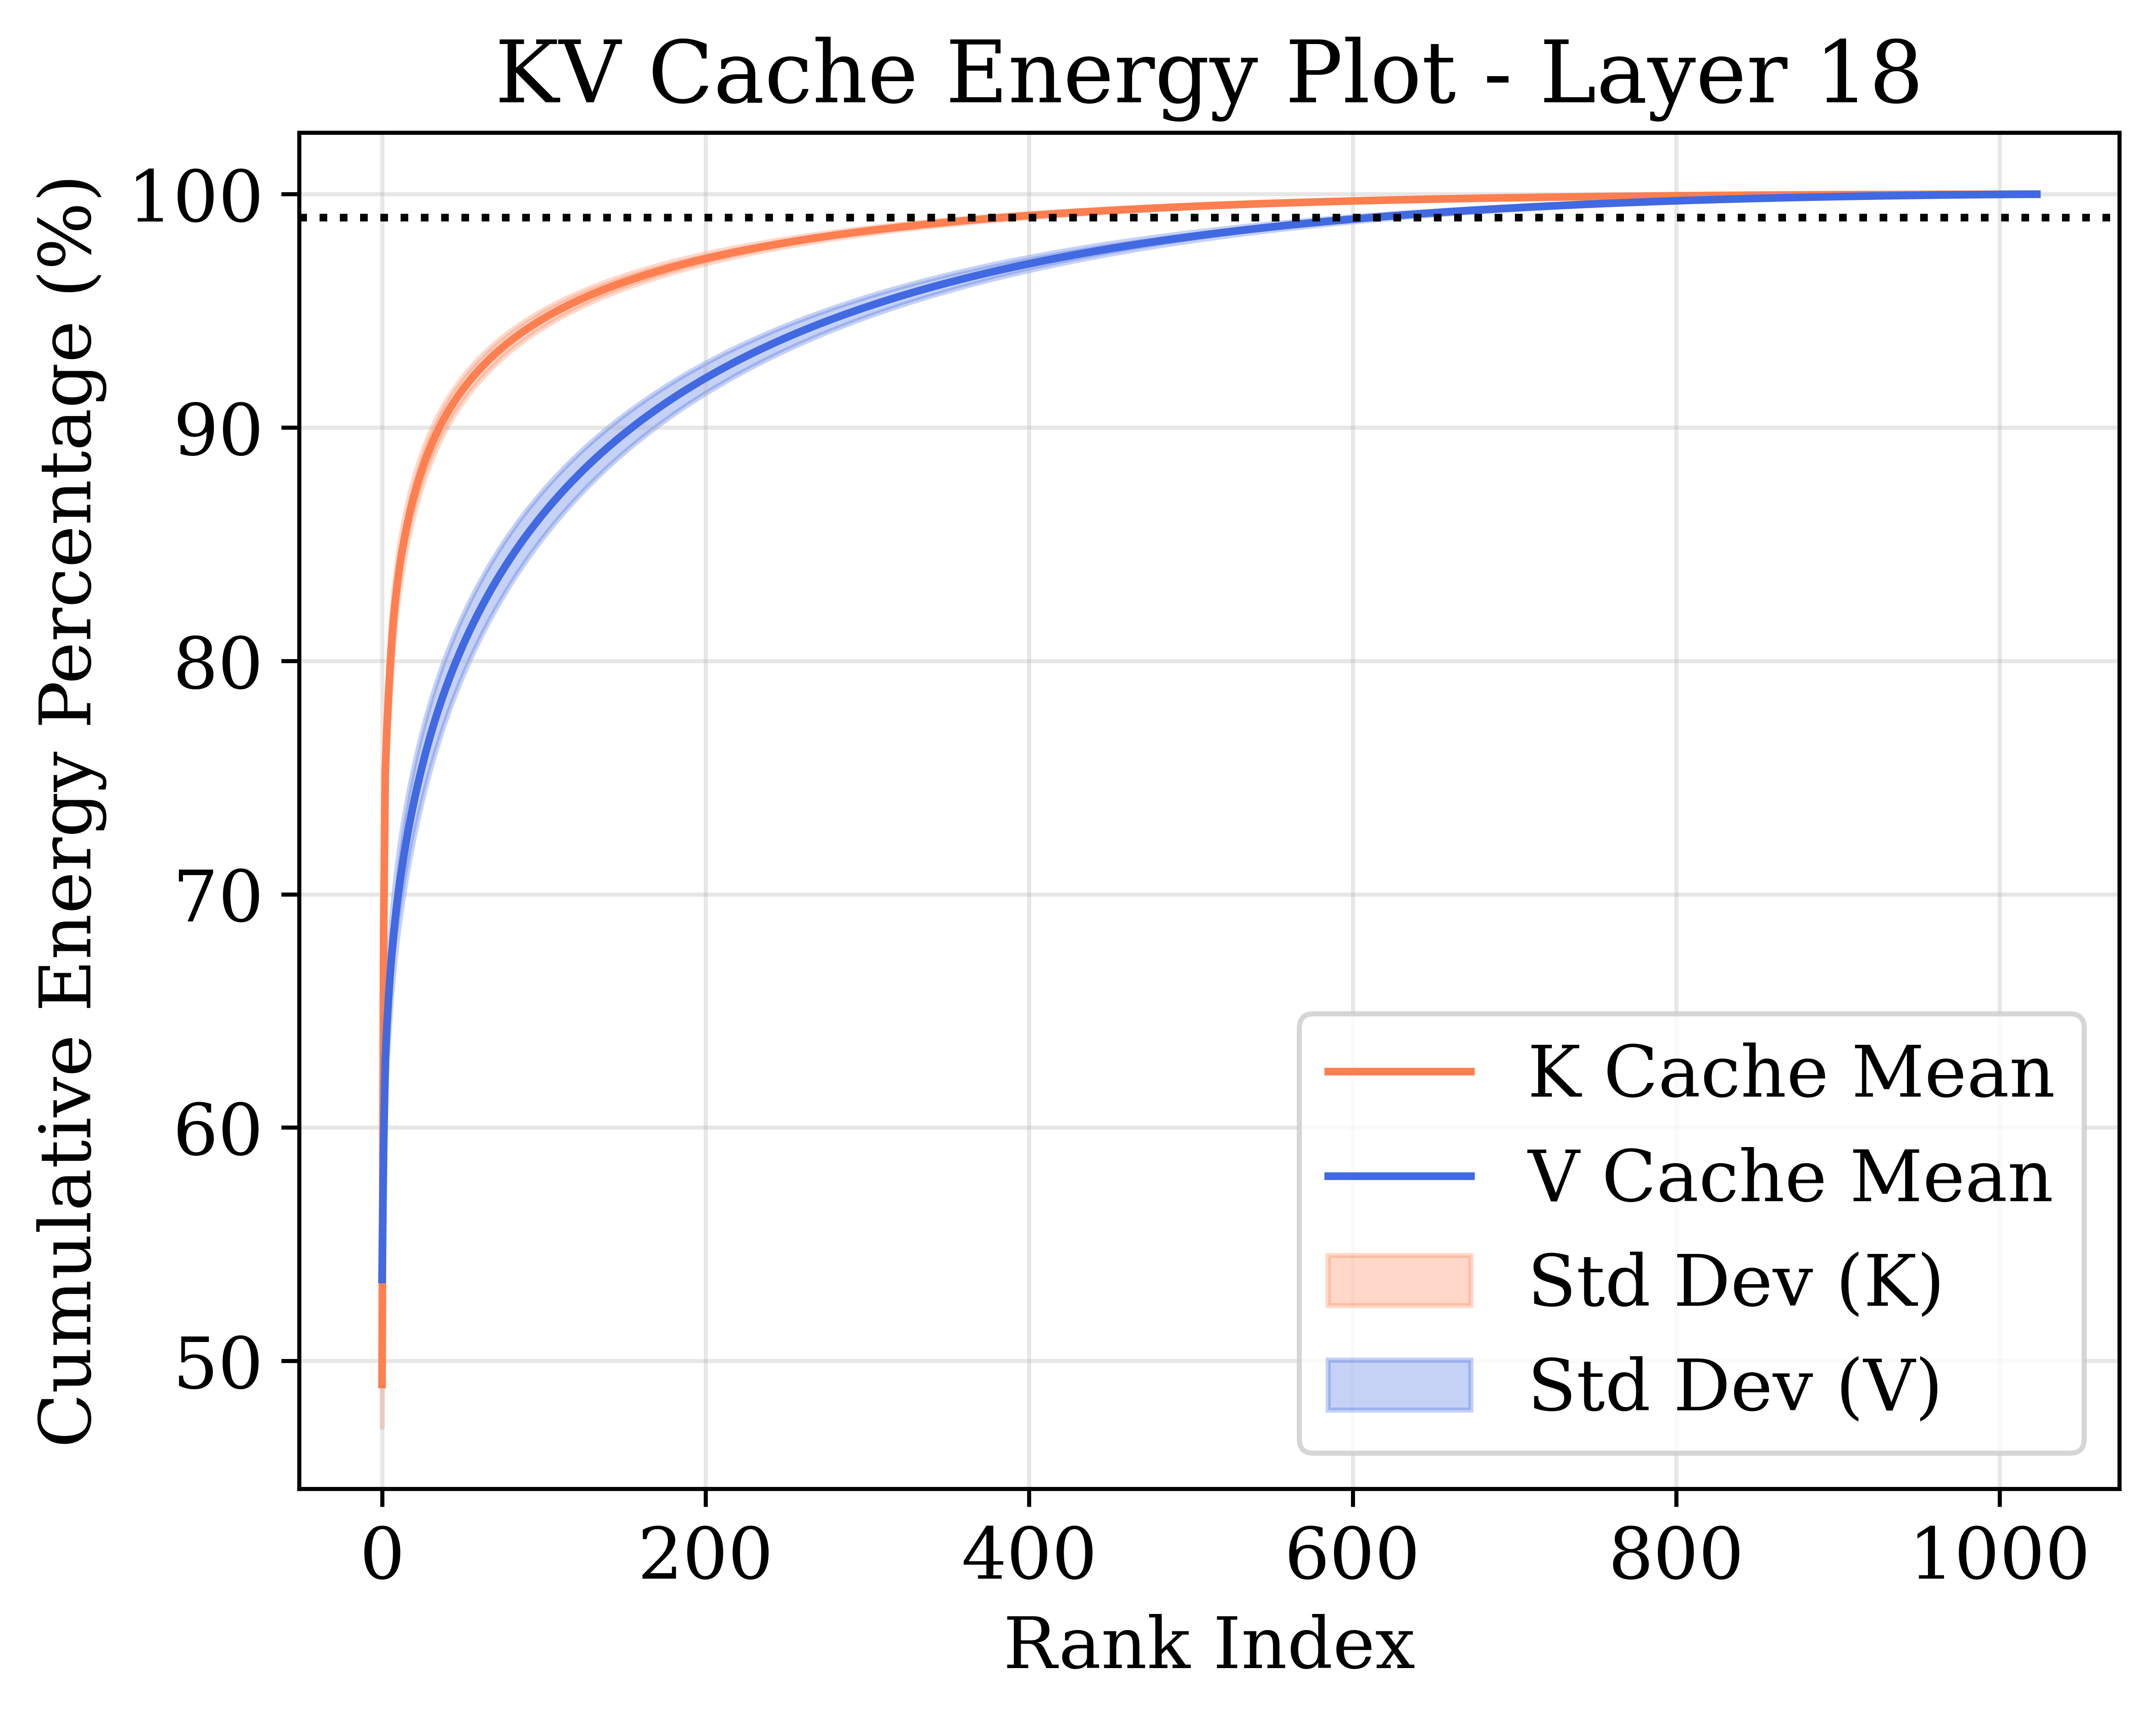 KV Cache Energy Plot - Layer 18
Cumulative Energy Percentage (%)
100
90
80
70
60
50
K Cache Mean
V Cache Mean
Std Dev (K)
Std Dev (V)
0 200 400 600 800 1000
Rank Index